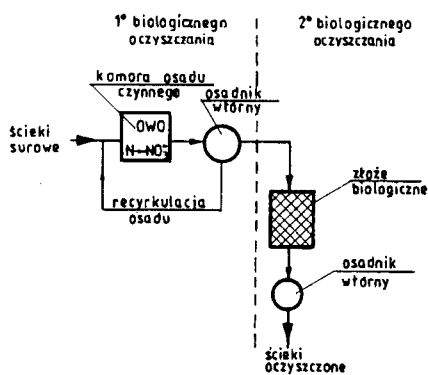 1° biologicznegn
oczyszczania
2° biologicznego
oczyszczania
komora osadu
czynnego
osadnik
wtórny
ścieki
surowe
OWO
N-NO₃
recyrkulacja
osadu
złoże
biologiczne
osadnik
wtórny
ścieki
oczyszczone